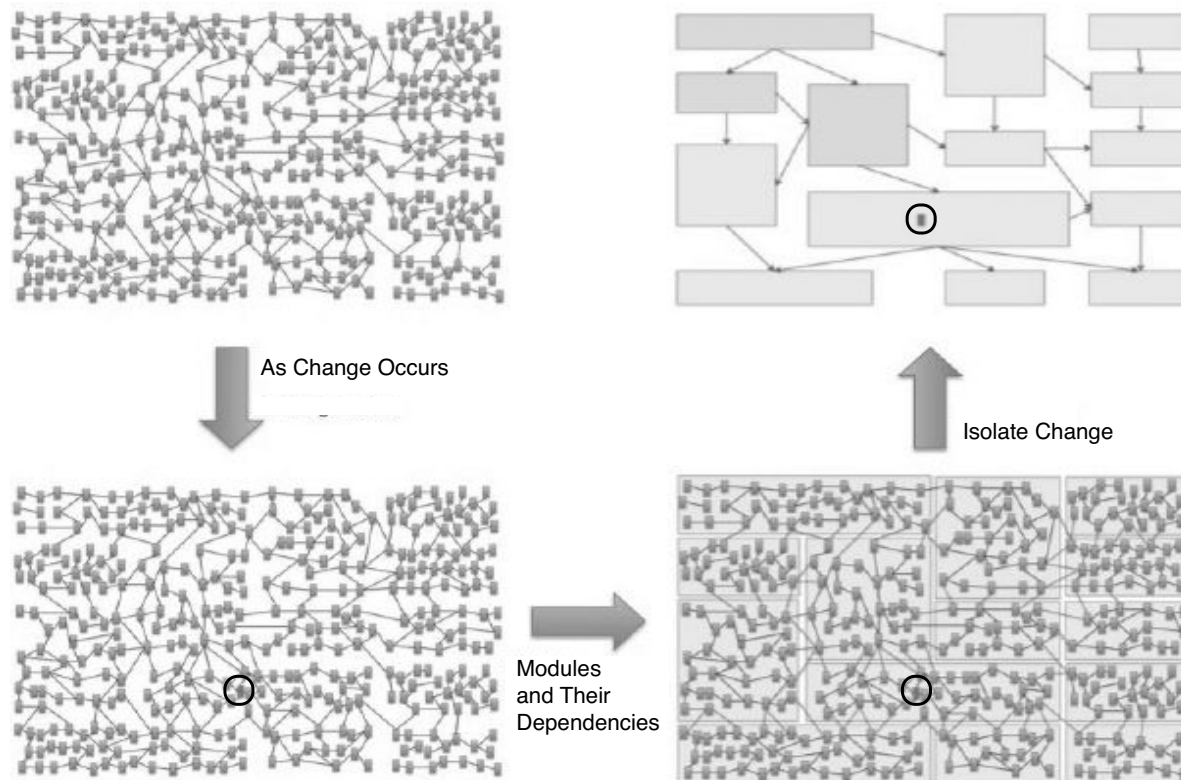 As Change Occurs
Isolate Change
Modules
and Their
Dependencies